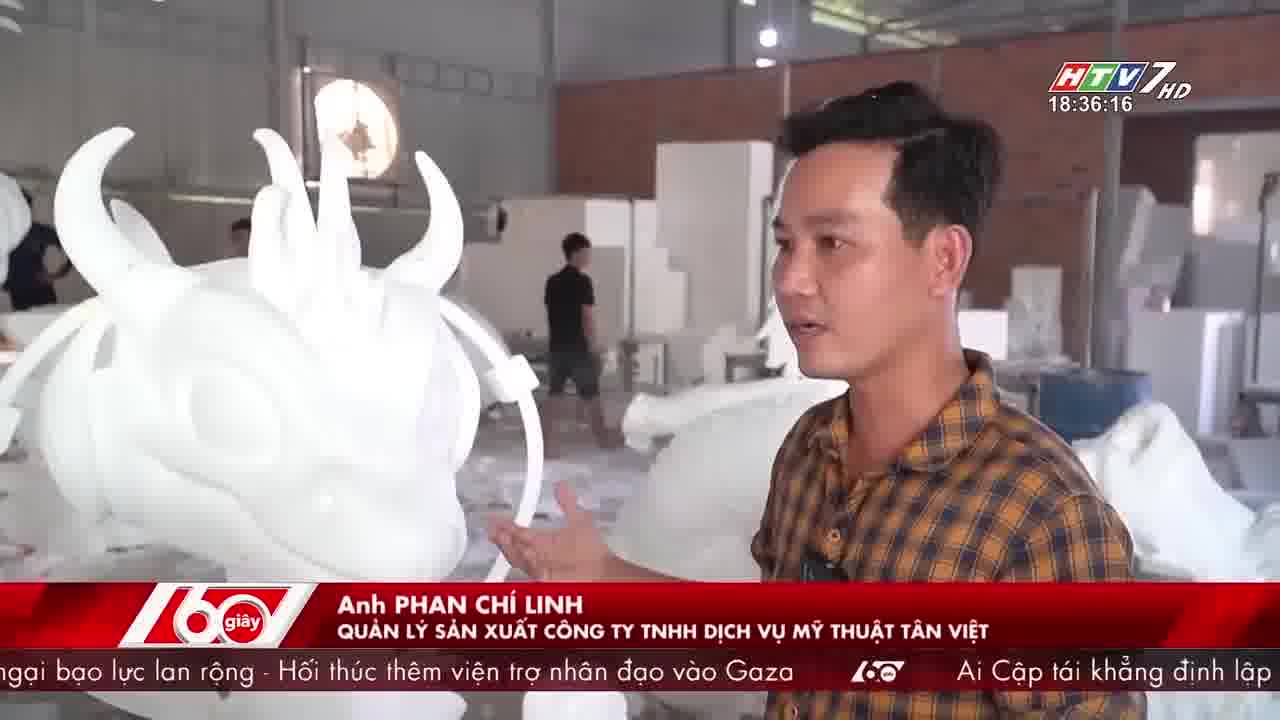 HTV7 HD
18:36:16
60 giây
Anh PHAN CHÍ LINH
QUẢN LÝ SẢN XUẤT CÔNG TY TNHH DỊCH VỤ MỸ THUẬT TÂN VIỆT
ngại bạo lực lan rộng - Hối thúc thêm viện trợ nhân đạo vào Gaza 60 giây Ai Cập tái khẳng định lập